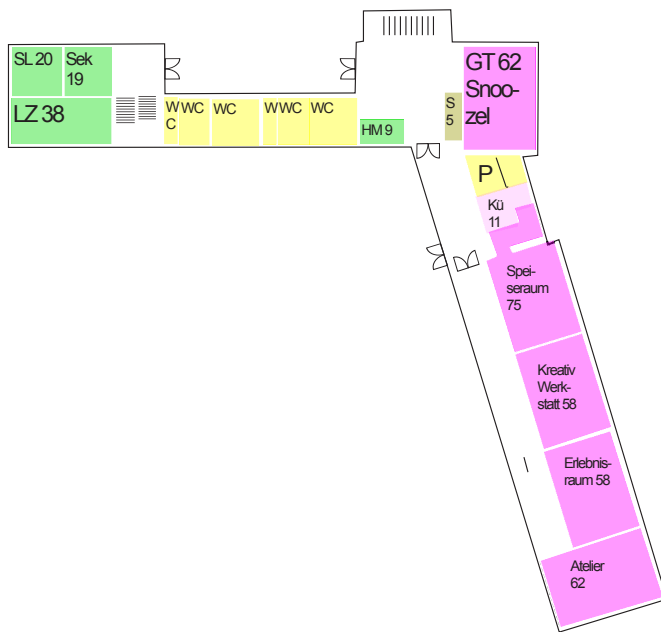 SL 20
Sek
19
LZ 38
W
C
WC
WC
W
WC
WC
HM 9
S
5
GT 62
Snoo-
zel
P
Kü
11
Spei-
seraum
75
Kreativ
Werk-
statt 58
Erlebnis-
raum 58
Atelier
62